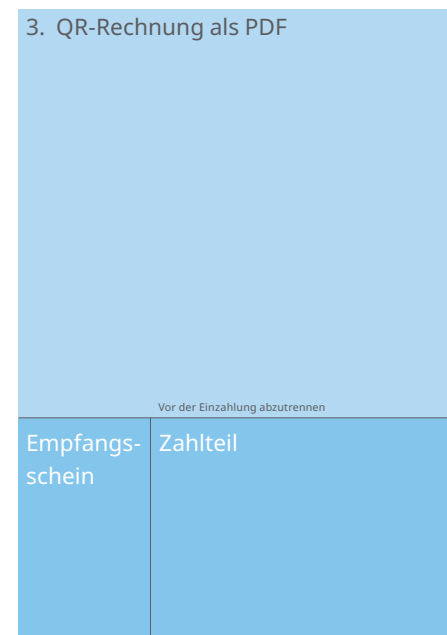 3. QR-Rechnung als PDF
Vor der Einzahlung abzutrennen
Empfangs-
schein
Zahlteil